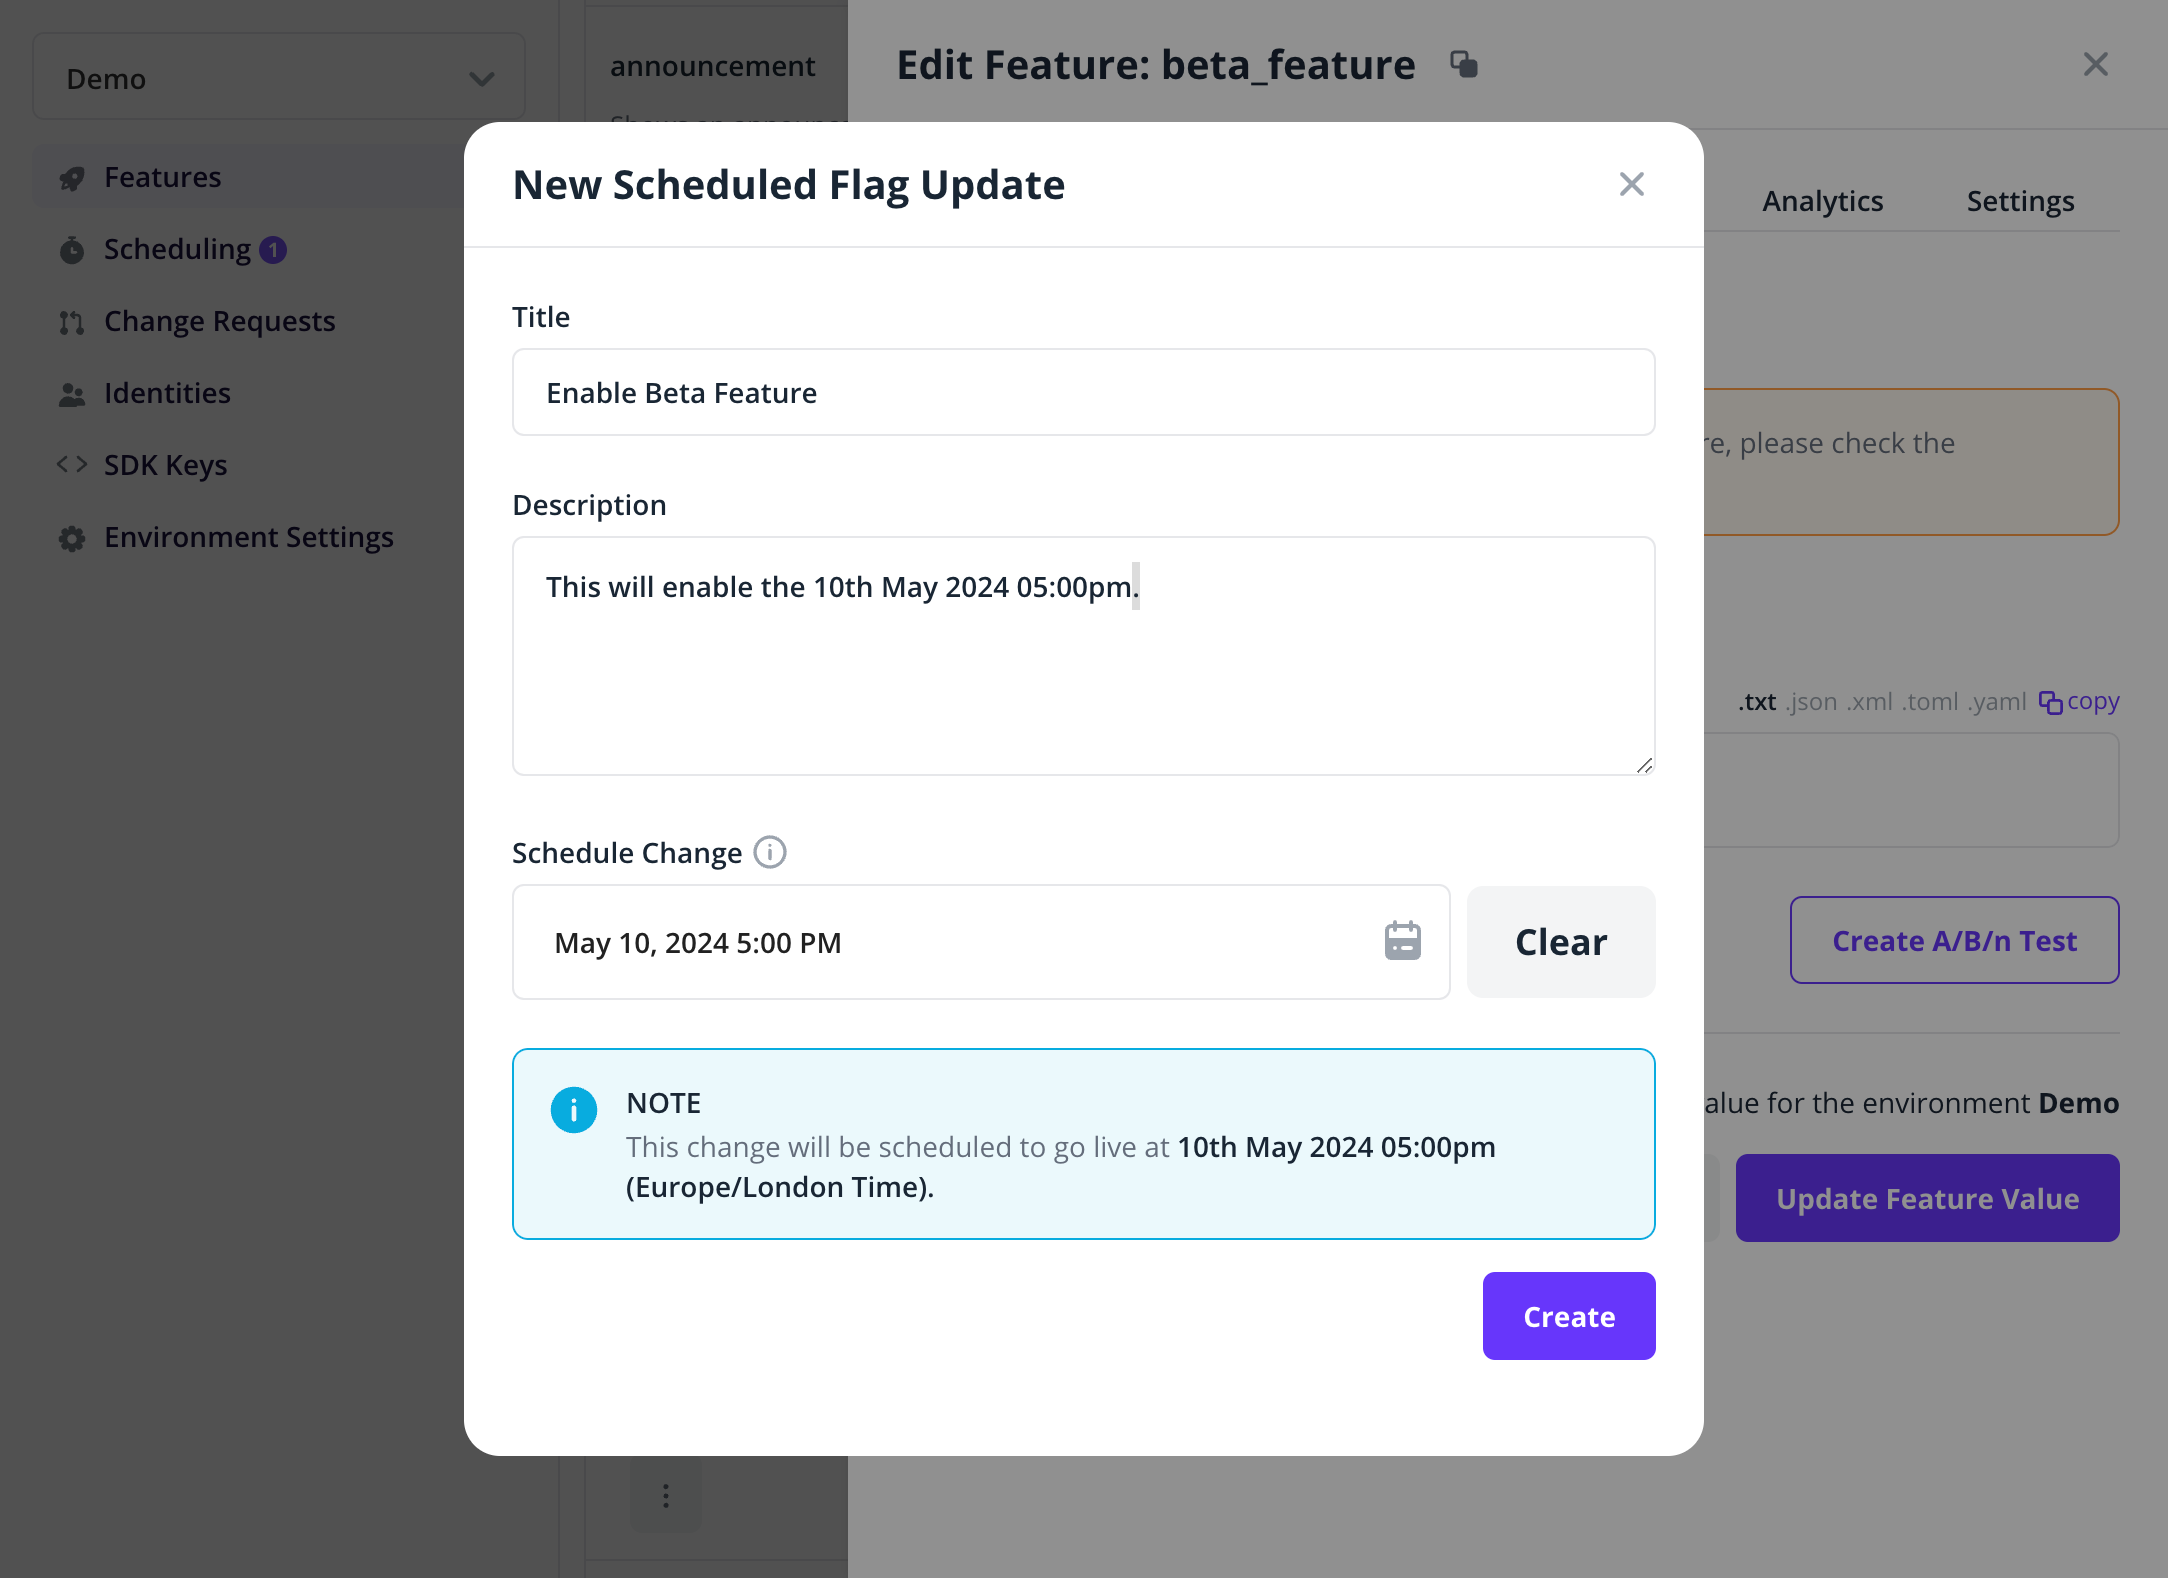 Demo
Features
Scheduling 1
Change Requests
Identities
SDK Keys
Environment Settings
announcement
Edit Feature: beta_feature
Analytics
Settings
re, please check the
.txt .json .xml .toml .yaml copy
Create A/B/n Test
alue for the environment Demo
Update Feature Value
New Scheduled Flag Update
Title
Enable Beta Feature
Description
This will enable the 10th May 2024 05:00pm.
Schedule Change
May 10, 2024 5:00 PM
Clear
NOTE
This change will be scheduled to go live at 10th May 2024 05:00pm
(Europe/London Time).
Create